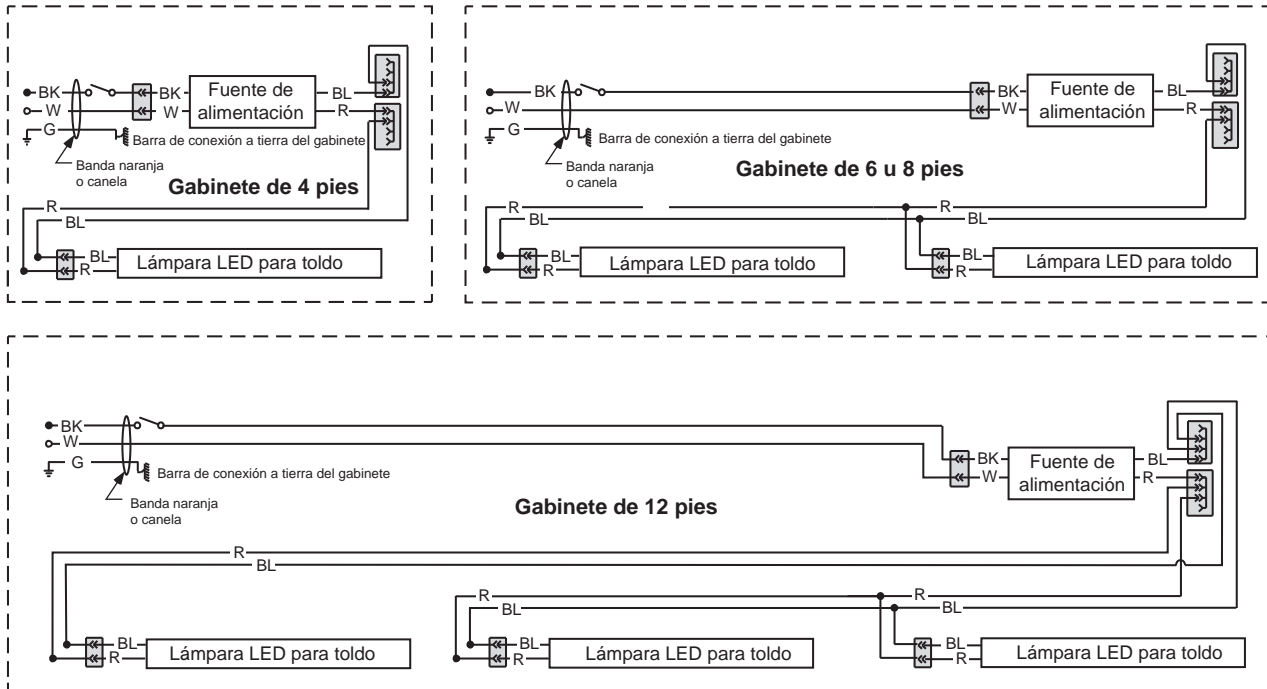 BK
BK
Fuente de
alimentación
BL
W
W
R
G
Barra de conexión a tierra del gabinete
Banda naranja
o canela
Gabinete de 4 pies
R
BL
BL
R
Lámpara LED para toldo
BK
BK
Fuente de
alimentación
BL
W
W
R
G
Barra de conexión a tierra del gabinete
Banda naranja
o canela
Gabinete de 6 u 8 pies
R
R
BL
BL
BL
R
Lámpara LED para toldo
BL
R
Lámpara LED para toldo
BK
W
G
Barra de conexión a tierra del gabinete
Banda naranja
o canela
BK
W
Fuente de
alimentación
BL
R
Gabinete de 12 pies
R
BL
R
R
BL
BL
BL
R
Lámpara LED para toldo
BL
R
Lámpara LED para toldo
BL
R
Lámpara LED para toldo